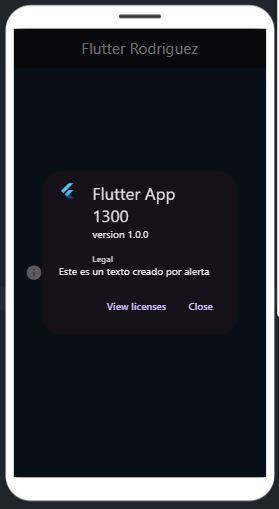 Flutter Rodriguez
Flutter App
1300
version 1.0.0
Legal
Este es un texto creado por alerta
View licenses Close